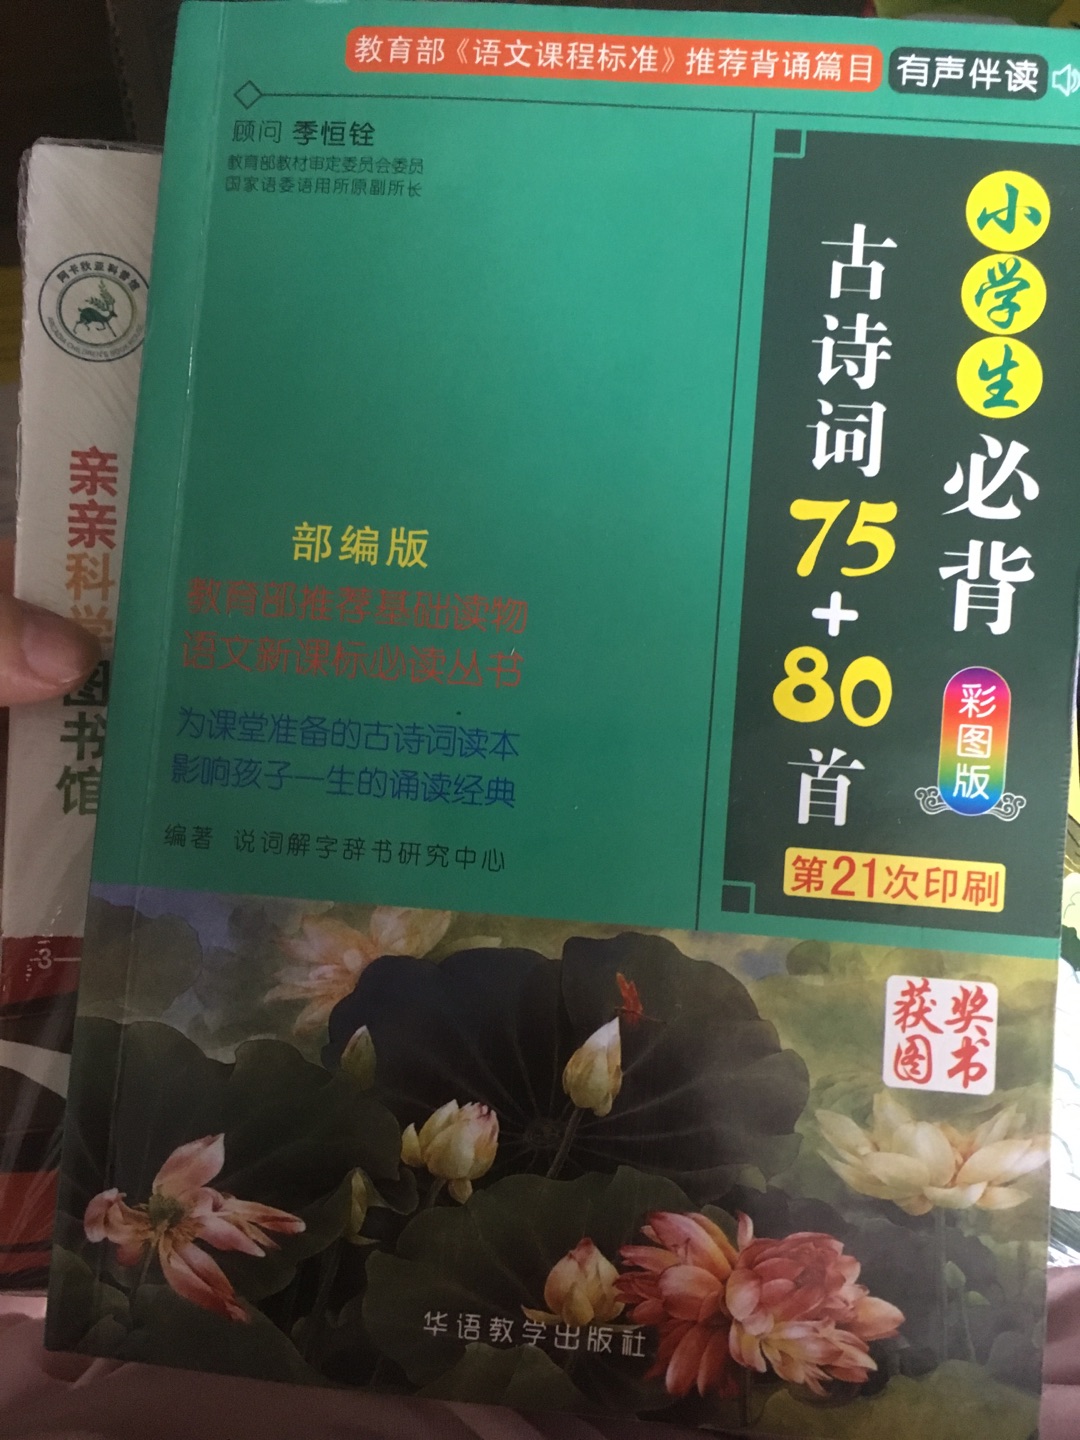 教育部《语文课程标准》推荐背诵篇目
有声伴读
顾问 季恒铨
教育部教材审定委员会委员
国家语委语用所原副所长
小学生必背
古诗词75+80首
彩图版
第21次印刷
部编版
教育部推荐基础读物
语文新课标必读丛书
为课堂准备的古诗词读本
影响孩子一生的诵读经典
编著 说词解字辞书研究中心
获奖
图书
华语教学出版社
亲亲科学图书馆
3—